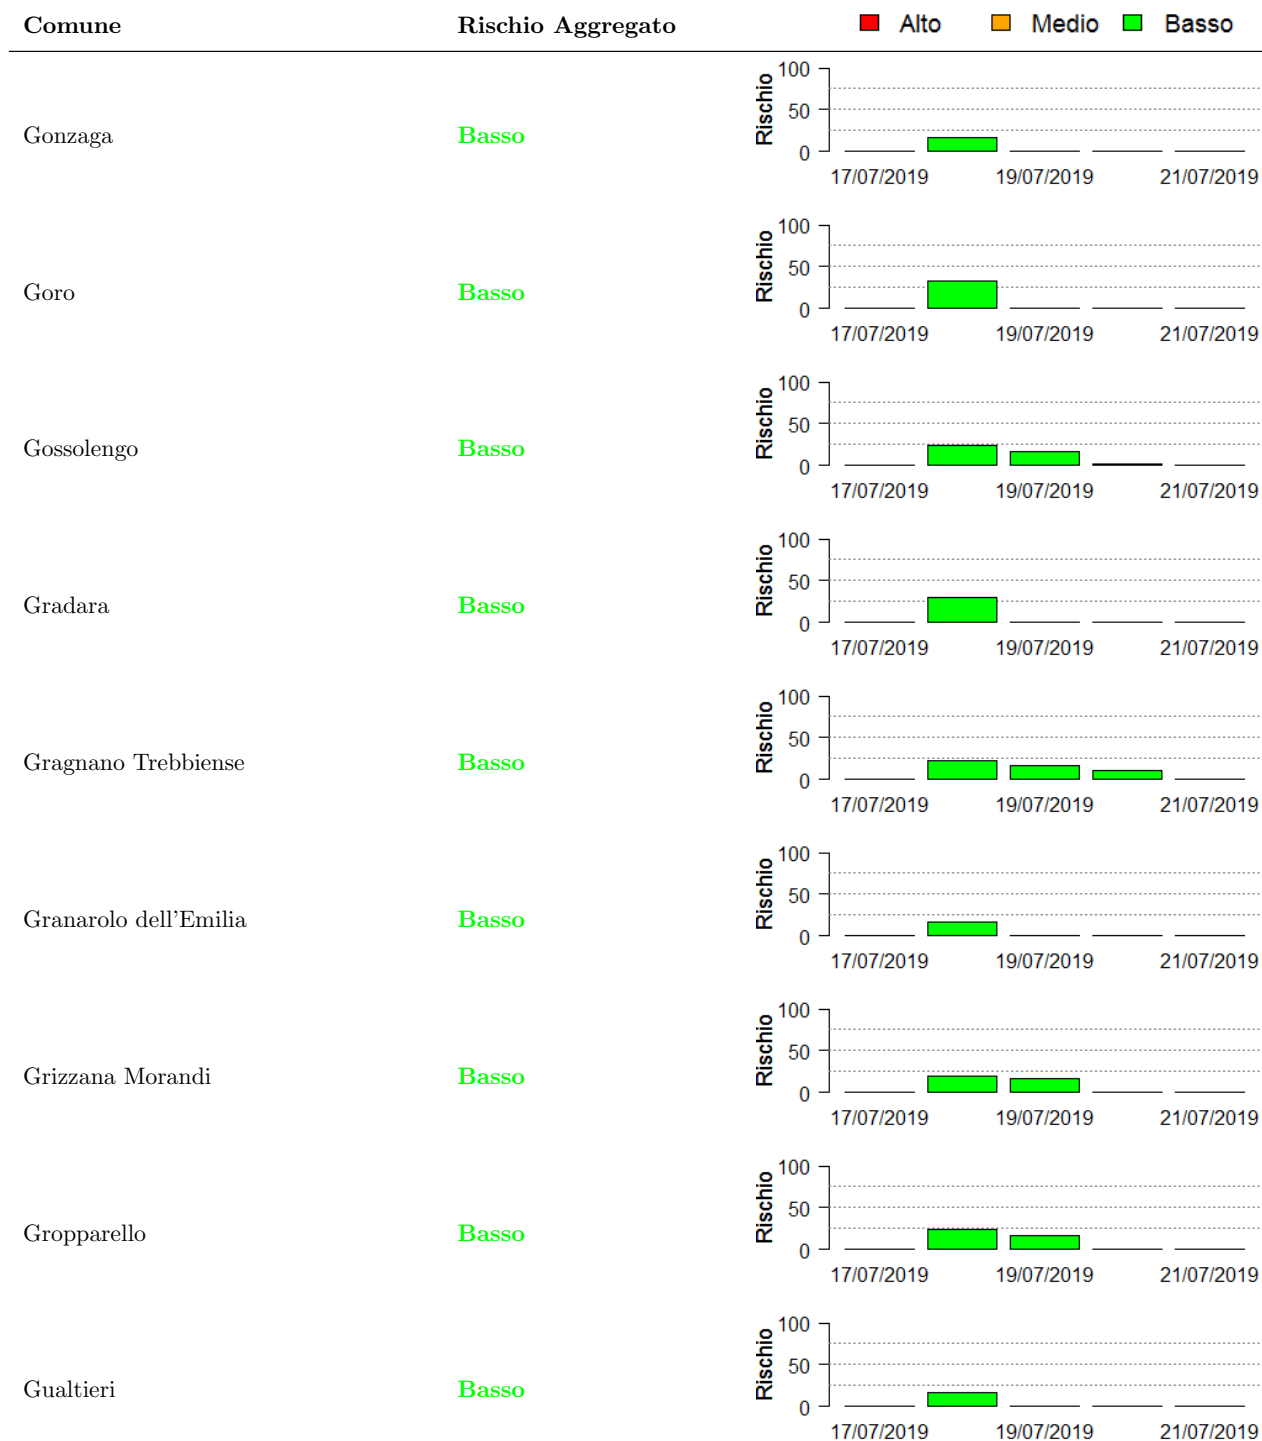 Comune Rischio Aggregato Alto Medio Basso
100
50
0
Rischio
Gonzaga Basso
17/07/2019 19/07/2019 21/07/2019
100
50
0
Rischio
Goro Basso
17/07/2019 19/07/2019 21/07/2019
100
50
0
Rischio
Gossolengo Basso
17/07/2019 19/07/2019 21/07/2019
100
50
0
Rischio
Gradara Basso
17/07/2019 19/07/2019 21/07/2019
100
50
0
Rischio
Gragnano Trebbiense Basso
17/07/2019 19/07/2019 21/07/2019
100
50
0
Rischio
Granarolo dell'Emilia Basso
17/07/2019 19/07/2019 21/07/2019
100
50
0
Rischio
Grizzana Morandi Basso
17/07/2019 19/07/2019 21/07/2019
100
50
0
Rischio
Gropparello Basso
17/07/2019 19/07/2019 21/07/2019
100
50
0
Rischio
Gualtieri Basso
17/07/2019 19/07/2019 21/07/2019